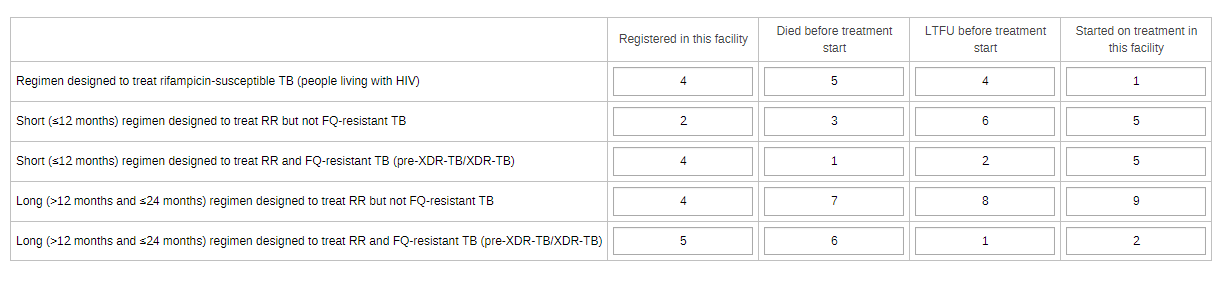 Registered in this facility
Died before treatment
start
LTFU before treatment
start
Started on treatment in
this facility
Regimen designed to treat rifampicin-susceptible TB (people living with HIV) 4 5 4 1
Short (≤12 months) regimen designed to treat RR but not FQ-resistant TB 2 3 6 5
Short (≤12 months) regimen designed to treat RR and FQ-resistant TB (pre-XDR-TB/XDR-TB) 4 1 2 5
Long (>12 months and ≤24 months) regimen designed to treat RR but not FQ-resistant TB 4 7 8 9
Long (>12 months and ≤24 months) regimen designed to treat RR and FQ-resistant TB (pre-XDR-TB/XDR-TB) 5 6 1 2